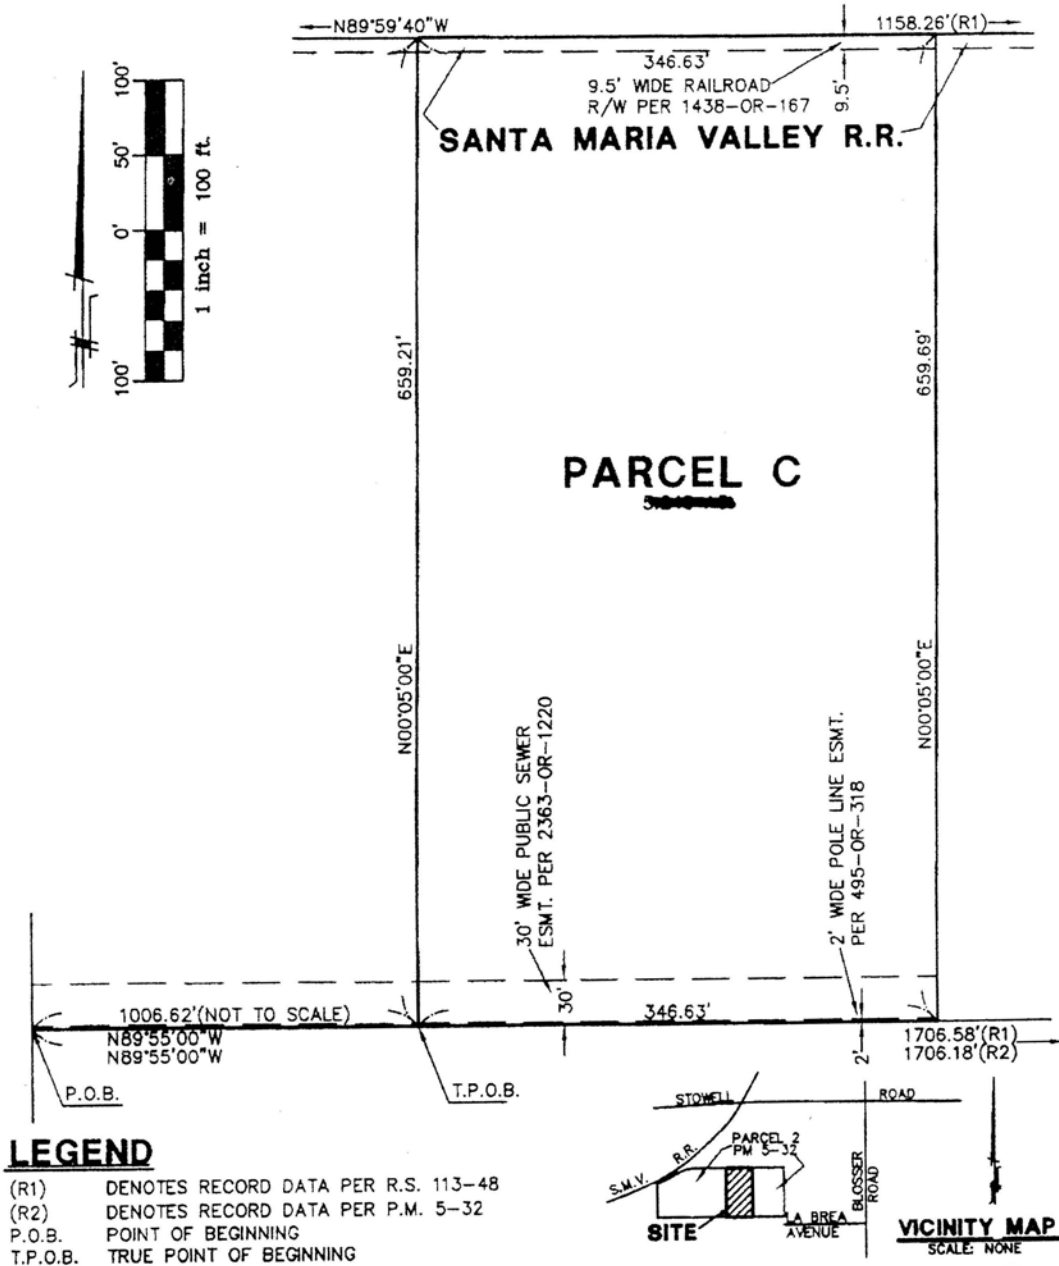 N89°59'40"W
1158.26'(R1)
346.63'
9.5' WIDE RAILROAD
R/W PER 1438-OR-167
9.5'
SANTA MARIA VALLEY R.R.
100'
50'
0'
100'
1 inch = 100 ft.
659.21'
659.69'
PARCEL C
N00°05'00"E
N00°05'00"E
30' WIDE PUBLIC SEWER
ESMT. PER 2363-OR-1220
2' WIDE POLE LINE ESMT.
PER 495-OR-318
30'
1006.62'(NOT TO SCALE)
346.63'
N89°55'00"W
N89°55'00"W
1706.58'(R1)
1706.18'(R2)
2'
P.O.B.
T.P.O.B.
LEGEND
(R1) DENOTES RECORD DATA PER R.S. 113-48
(R2) DENOTES RECORD DATA PER P.M. 5-32
P.O.B. POINT OF BEGINNING
T.P.O.B. TRUE POINT OF BEGINNING
STOWELL ROAD
PARCEL 2
PM 5-32
S.M.V. R.R.
BLOSSER
ROAD
SITE
LA BREA
AVENUE
VICINITY MAP
SCALE: NONE